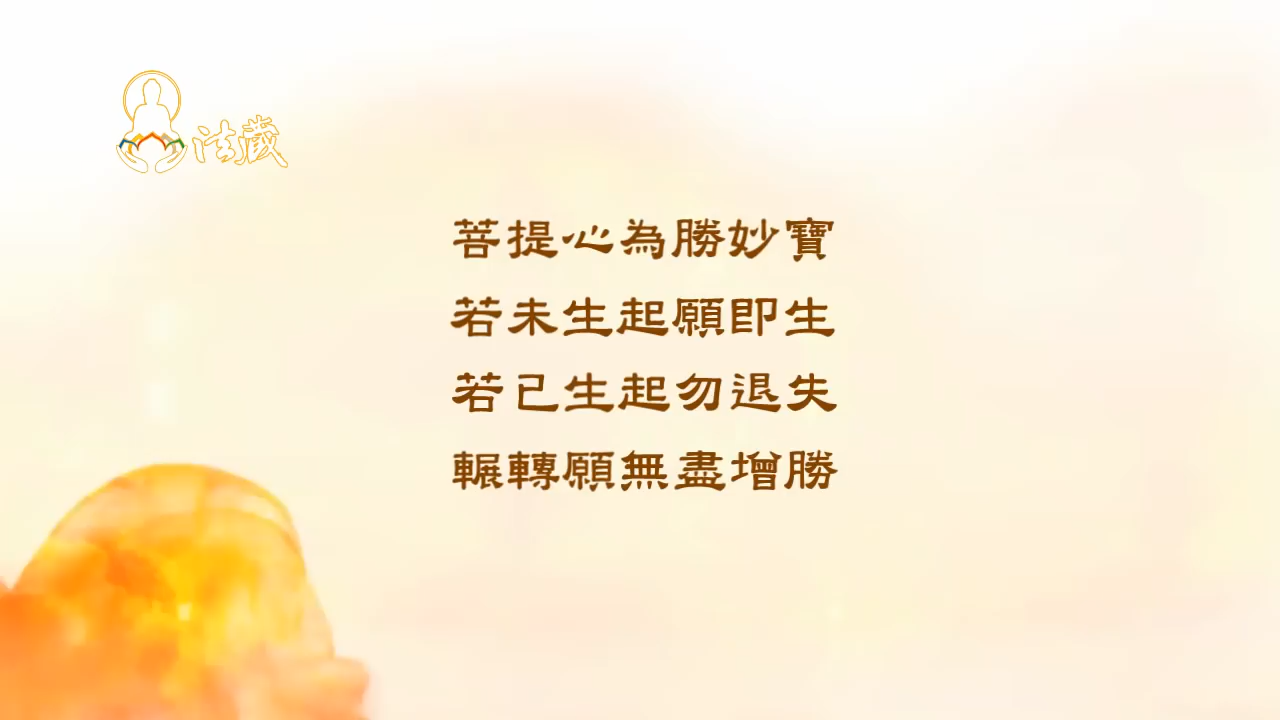 法藏
菩提心為勝妙寶
若未生起願即生
若已生起勿退失
輾轉願無盡增勝